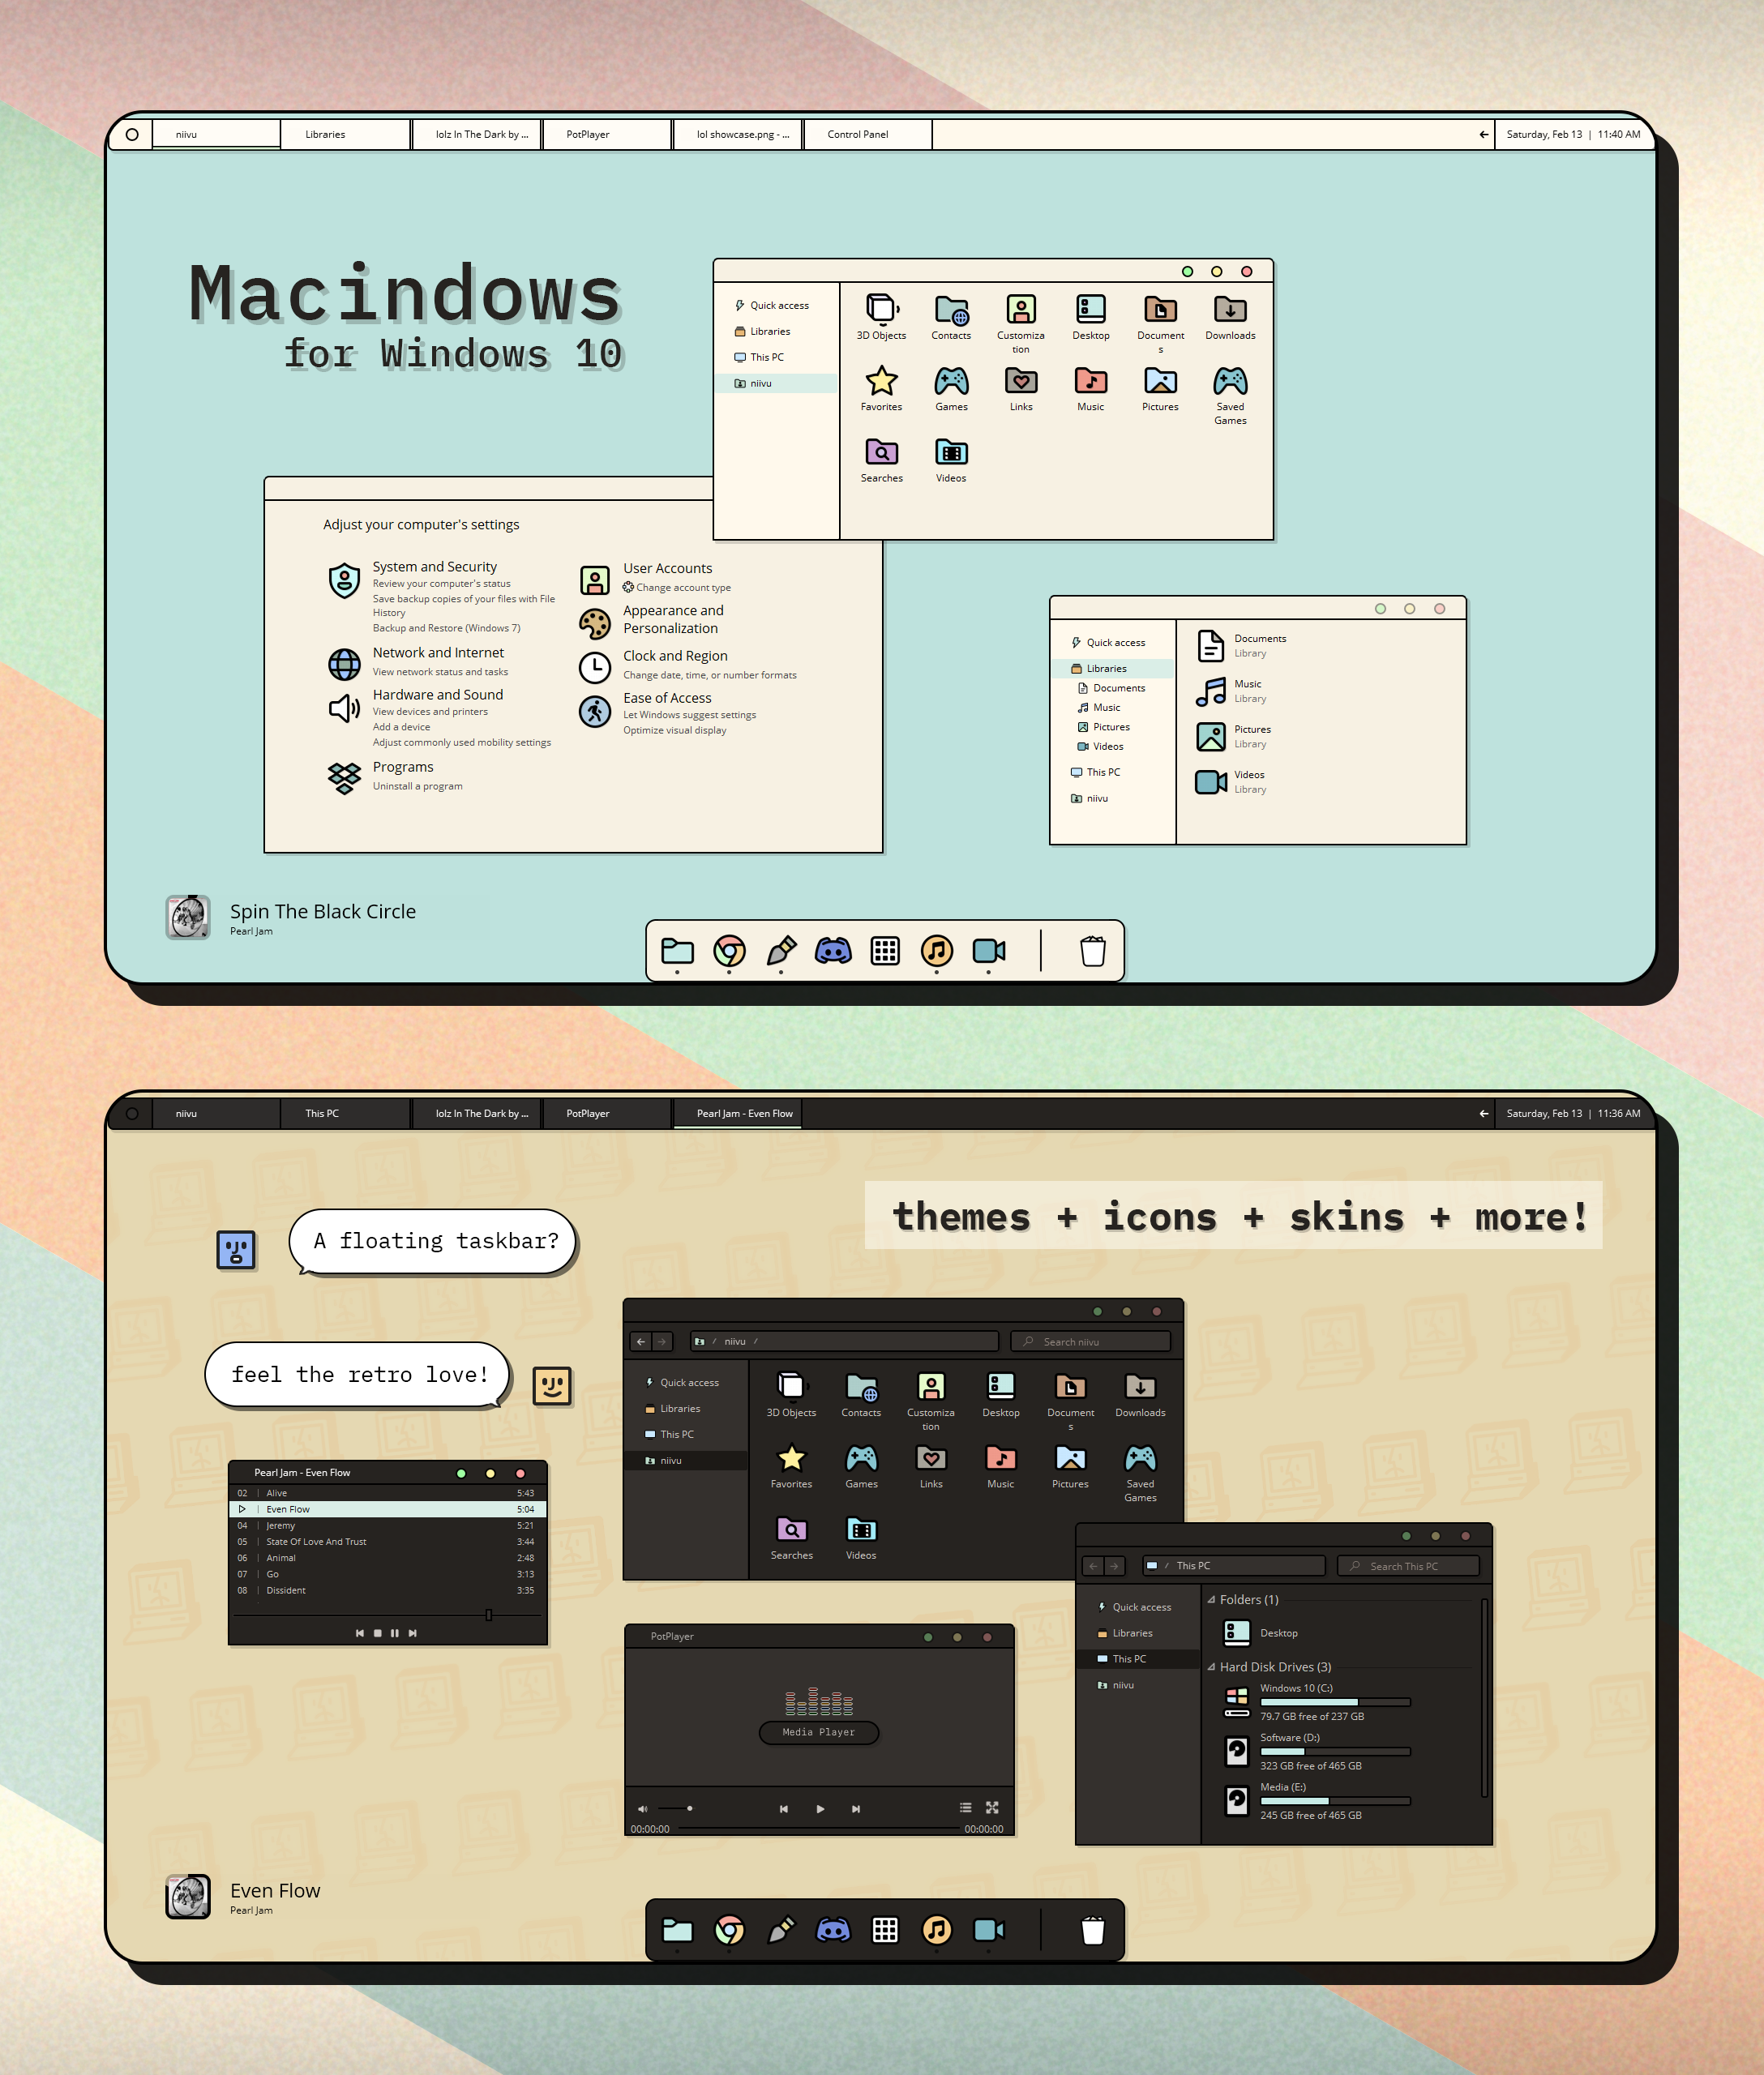 niivu
Libraries
lolz In The Dark by ...
PotPlayer
lol showcase.png - ...
Control Panel
Saturday, Feb 13 | 11:40 AM
Macindows
for Windows 10
Quick access
Libraries
This PC
niivu
3D Objects
Contacts
Customiza
tion
Desktop
Document
s
Downloads
Favorites
Games
Links
Music
Pictures
Saved
Games
Searches
Videos
Adjust your computer's settings
System and Security
Review your computer's status
Save backup copies of your files with File
History
Backup and Restore (Windows 7)
Network and Internet
View network status and tasks
Hardware and Sound
View devices and printers
Add a device
Adjust commonly used mobility settings
Programs
Uninstall a program
User Accounts
Change account type
Appearance and
Personalization
Clock and Region
Change date, time, or number formats
Ease of Access
Let Windows suggest settings
Optimize visual display
Quick access
Libraries
Documents
Music
Pictures
Videos
This PC
niivu
Documents
Library
Music
Library
Pictures
Library
Videos
Library
Spin The Black Circle
Pearl Jam
niivu
This PC
lolz In The Dark by ...
PotPlayer
Pearl Jam - Even Flow
Saturday, Feb 13 | 11:36 AM
themes + icons + skins + more!
A floating taskbar?
feel the retro love!
Pearl Jam - Even Flow
02 | Alive 5:43
| Even Flow 5:04
04 | Jeremy 5:21
05 | State Of Love And Trust 3:44
06 | Animal 2:48
07 | Go 3:13
08 | Dissident 3:35
/ niivu /
Search niivu
Quick access
Libraries
This PC
niivu
3D Objects
Contacts
Customiza
tion
Desktop
Document
s
Downloads
Favorites
Games
Links
Music
Pictures
Saved
Games
Searches
Videos
PotPlayer
Media Player
00:00:00
00:00:00
/ This PC
Search This PC
Quick access
Libraries
This PC
niivu
Folders (1)
Desktop
Hard Disk Drives (3)
Windows 10 (C:)
79.7 GB free of 237 GB
Software (D:)
323 GB free of 465 GB
Media (E:)
245 GB free of 465 GB
Even Flow
Pearl Jam